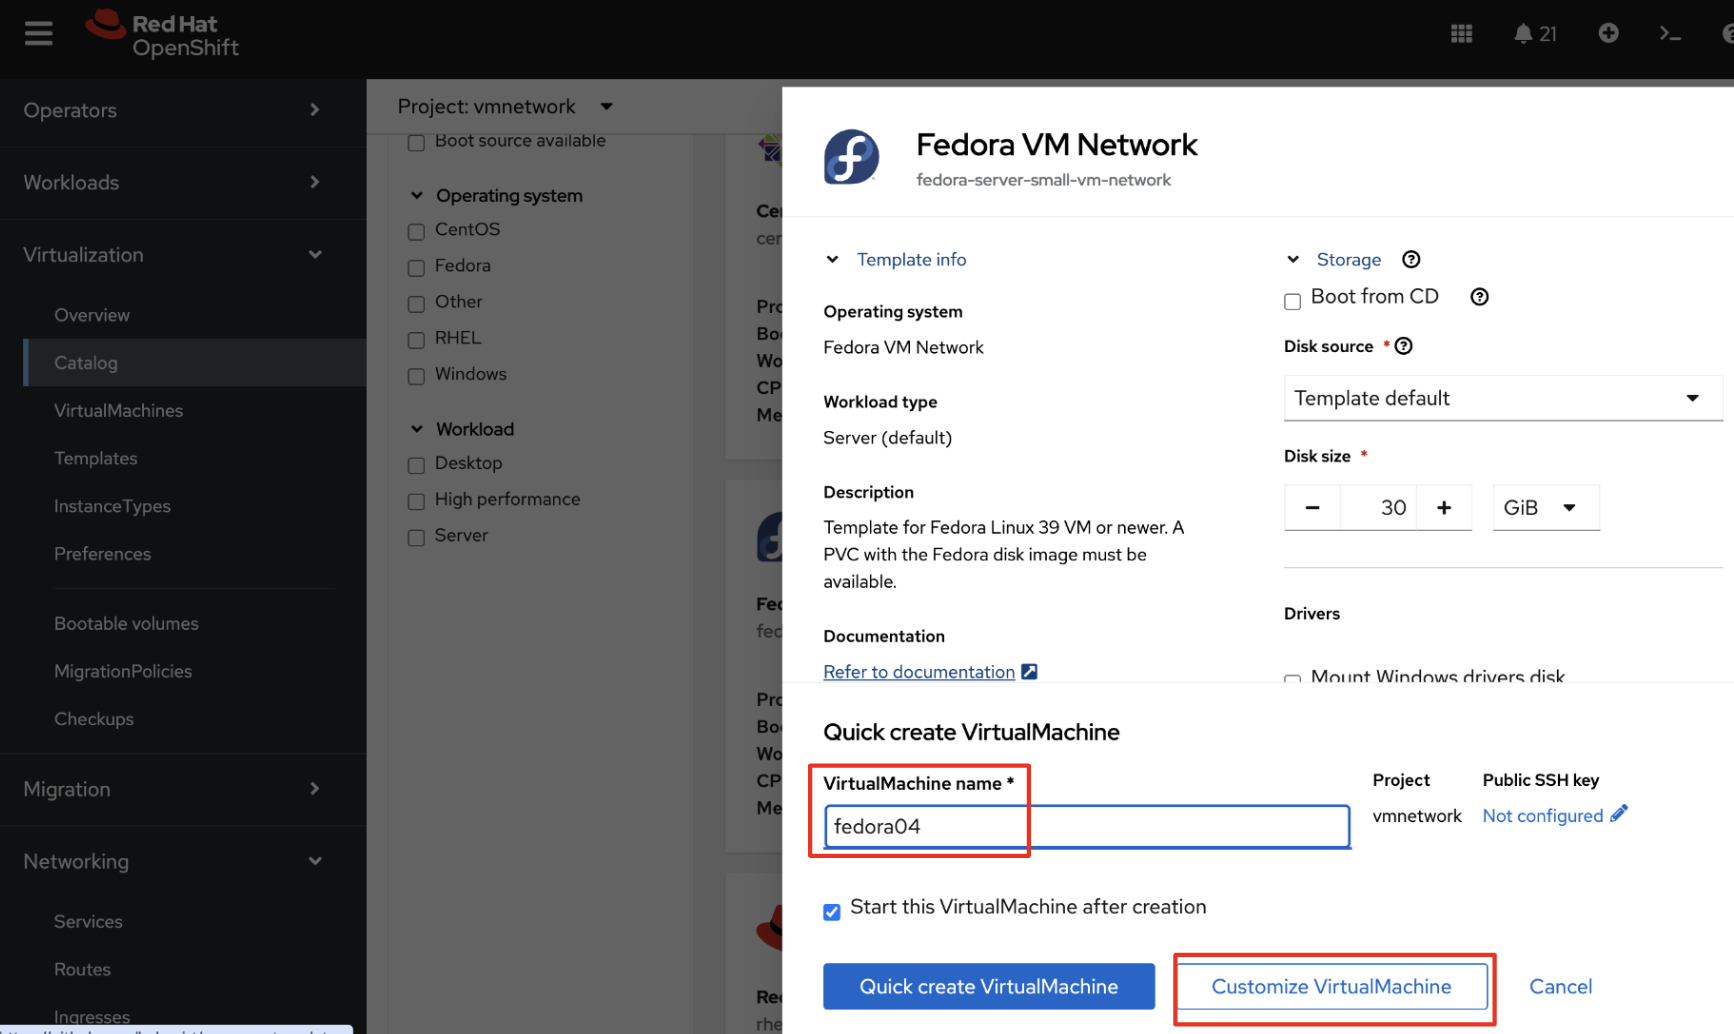 Red Hat
OpenShift
21
Operators
Workloads
Virtualization
Overview
Catalog
VirtualMachines
Templates
InstanceTypes
Preferences
Bootable volumes
MigrationPolicies
Checkups
Migration
Networking
Services
Routes
Ingresses
Project: vmnetwork
Boot source available
Operating system
CentOS
Fedora
Other
RHEL
Windows
Workload
Desktop
High performance
Server
Fedora VM Network
fedora-server-small-vm-network
Template info
Operating system
Fedora VM Network
Workload type
Server (default)
Description
Template for Fedora Linux 39 VM or newer. A
PVC with the Fedora disk image must be
available.
Documentation
Refer to documentation
Storage
Boot from CD
Disk source *
Template default
Disk size *
30
GiB
Drivers
Mount Windows drivers disk
Quick create VirtualMachine
VirtualMachine name *
fedora04
Project
vmnetwork
Public SSH key
Not configured
Start this VirtualMachine after creation
Quick create VirtualMachine
Customize VirtualMachine
Cancel